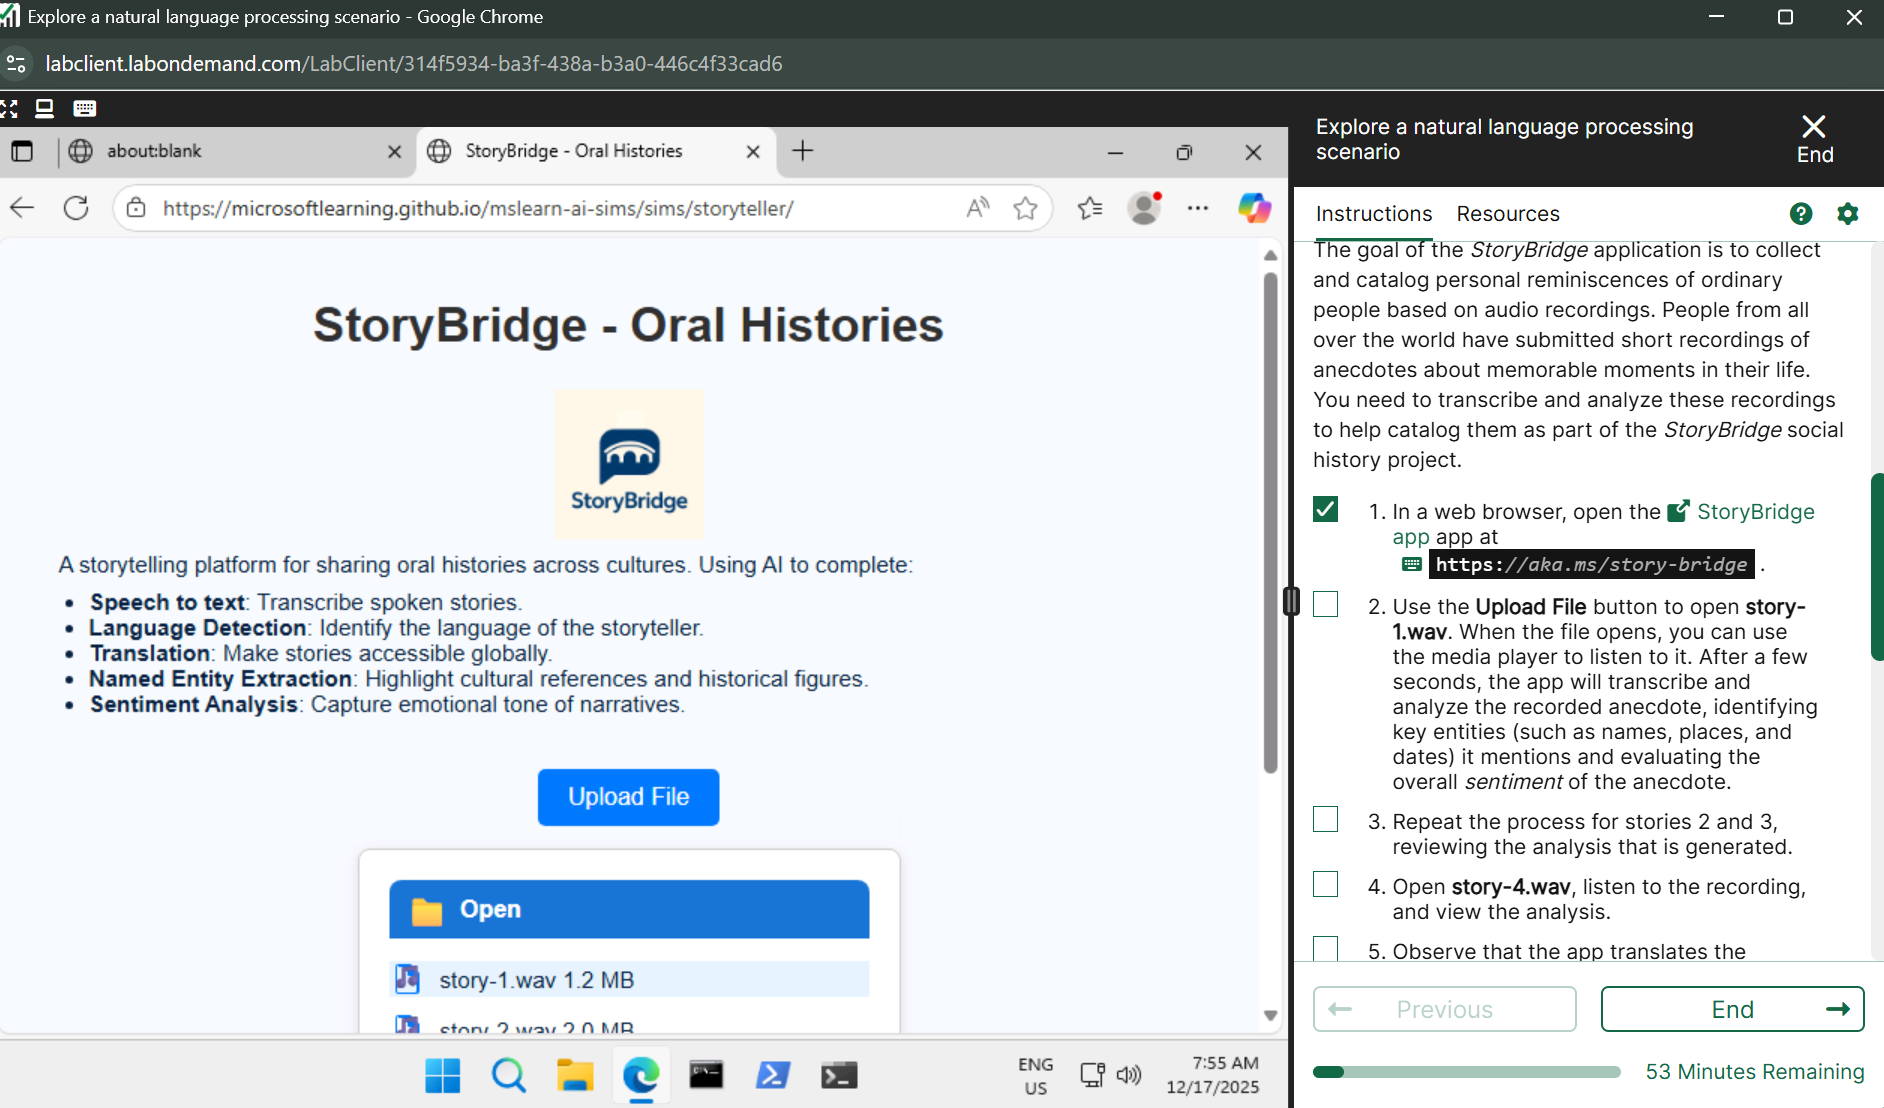 Explore a natural language processing scenario - Google Chrome
labclient.labondemand.com/LabClient/314f5934-ba3f-438a-b3a0-446c4f33cad6
about:blank
StoryBridge - Oral Histories
https://microsoftlearning.github.io/mslearn-ai-sims/sims/storyteller/
StoryBridge - Oral Histories
StoryBridge
A storytelling platform for sharing oral histories across cultures. Using AI to complete:
• Speech to text: Transcribe spoken stories.
• Language Detection: Identify the language of the storyteller.
• Translation: Make stories accessible globally.
• Named Entity Extraction: Highlight cultural references and historical figures.
• Sentiment Analysis: Capture emotional tone of narratives.
Upload File
Open
story-1.wav 1.2 MB
story-2.wav 2.0 MB
ENG
US
7:55 AM
12/17/2025
Explore a natural language processing
scenario
End
Instructions Resources
The goal of the StoryBridge application is to collect
and catalog personal reminiscences of ordinary
people based on audio recordings. People from all
over the world have submitted short recordings of
anecdotes about memorable moments in their life.
You need to transcribe and analyze these recordings
to help catalog them as part of the StoryBridge social
history project.
1. In a web browser, open the StoryBridge
app app at
https://aka.ms/story-bridge .
2. Use the Upload File button to open story-
1.wav. When the file opens, you can use
the media player to listen to it. After a few
seconds, the app will transcribe and
analyze the recorded anecdote, identifying
key entities (such as names, places, and
dates) it mentions and evaluating the
overall sentiment of the anecdote.
3. Repeat the process for stories 2 and 3,
reviewing the analysis that is generated.
4. Open story-4.wav, listen to the recording,
and view the analysis.
5. Observe that the app translates the
Previous
End
53 Minutes Remaining